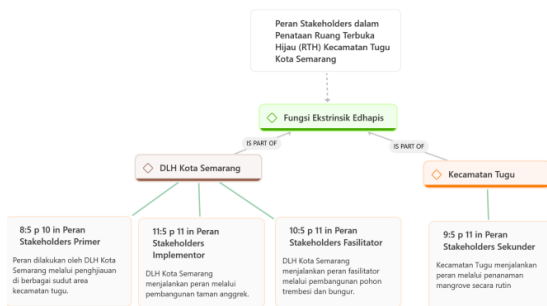 Peran Stakeholders dalam
Penataan Ruang Terbuka
Hijau (RTH) Kecamatan Tugu
Kota Semarang
Fungsi Ekstrinsik Edhapis
IS PART OF
IS PART OF
DLH Kota Semarang
Kecamatan Tugu
8:5 p 10 in Peran
Stakeholders Primer
Peran dilakukan oleh DLH Kota
Semarang melalui penghjiauan
di berbagai sudut area
kecamatan tugu.
11:5 p 11 in Peran
Stakeholders
Implementor
DLH Kota Semarang
menjalankan peran melalui
pembangunan taman anggrek.
10:5 p 11 in Peran
Stakeholders Fasilitator
DLH Kota Semarang
menjalankan peran fasilitator
melalui pembangunan pohon
trembesi dan bungur.
9:5 p 11 in Peran
Stakeholders Sekunder
Kecamatan Tugu menjalankan
peran melalui penanaman
mangrove secara rutin